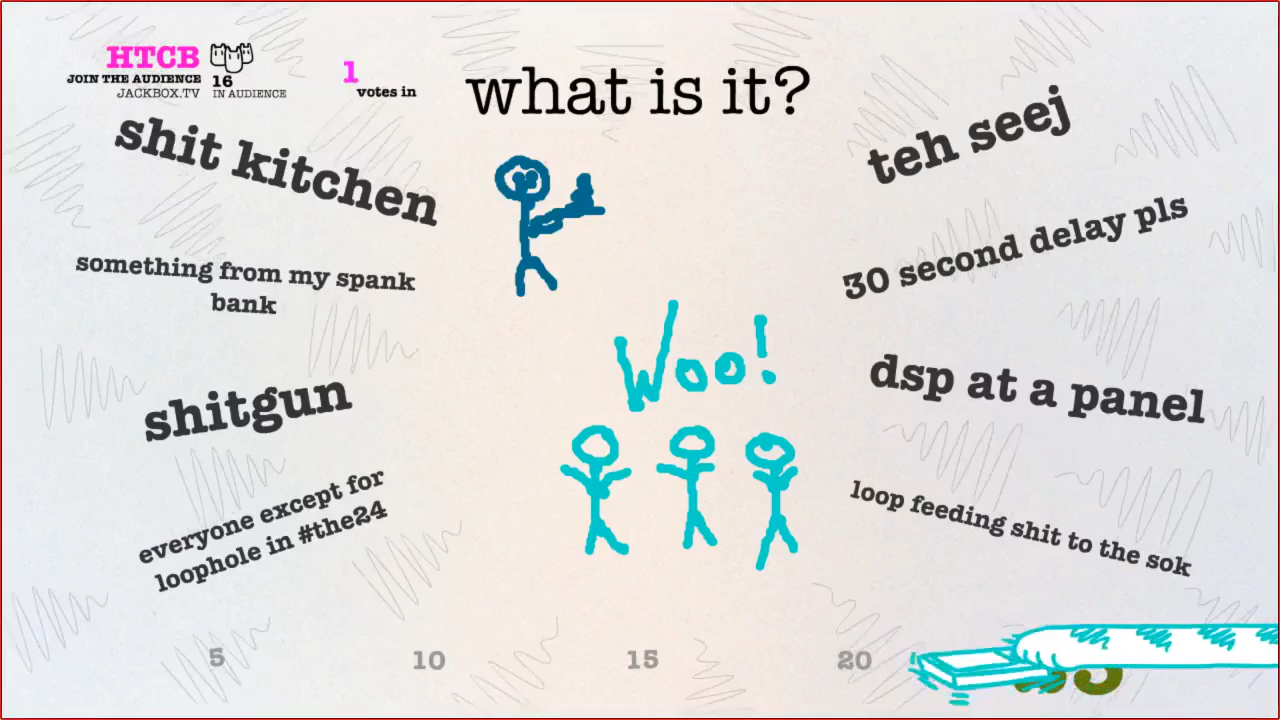 HTCB
JOIN THE AUDIENCE
JACKBOX.TV
16
IN AUDIENCE
1
votes in
what is it?
shit kitchen
something from my spank
bank
shitgun
everyone except for
loophole in #the24
teh seej
30 second delay pls
dsp at a panel
loop feeding shit to the sok
Woo!
5
10
15
20